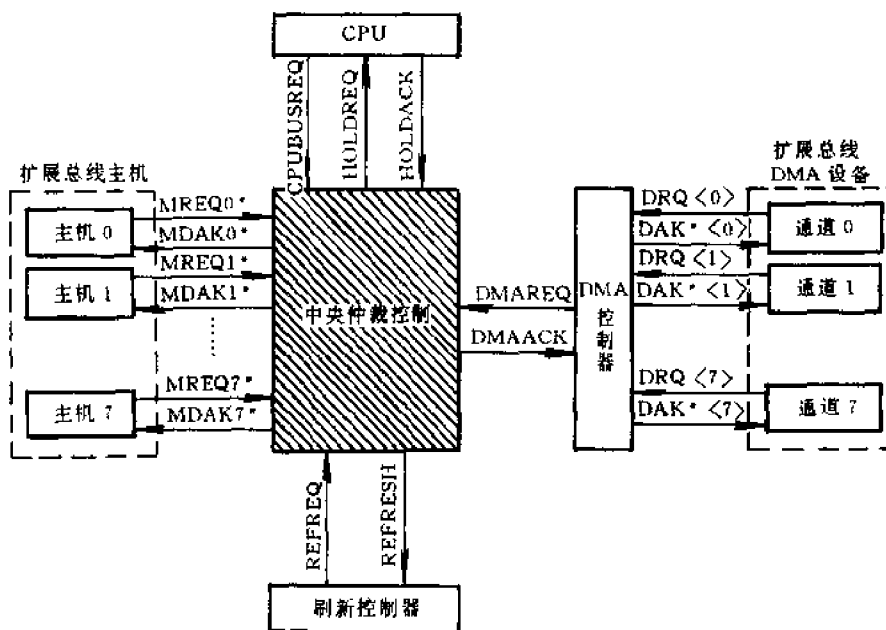 CPU
CPUBUSREQ
HOLDREQ
HOLDACK
扩展总线主机
主机 0
MREQ0*
MDAK0*
主机 1
MREQ1*
MDAK1*
········
主机 7
MREQ7*
MDAK7*
中央仲裁控制
DMAREQ
DMAACK
DMA
控
制
器
扩展总线
DMA 设备
DRQ <0>
DAK* <0>
通道 0
DRQ <1>
DAK* <1>
通道 1
DRQ <7>
DAK* <7>
通道 7
REFREQ
REFRESH
刷新控制器